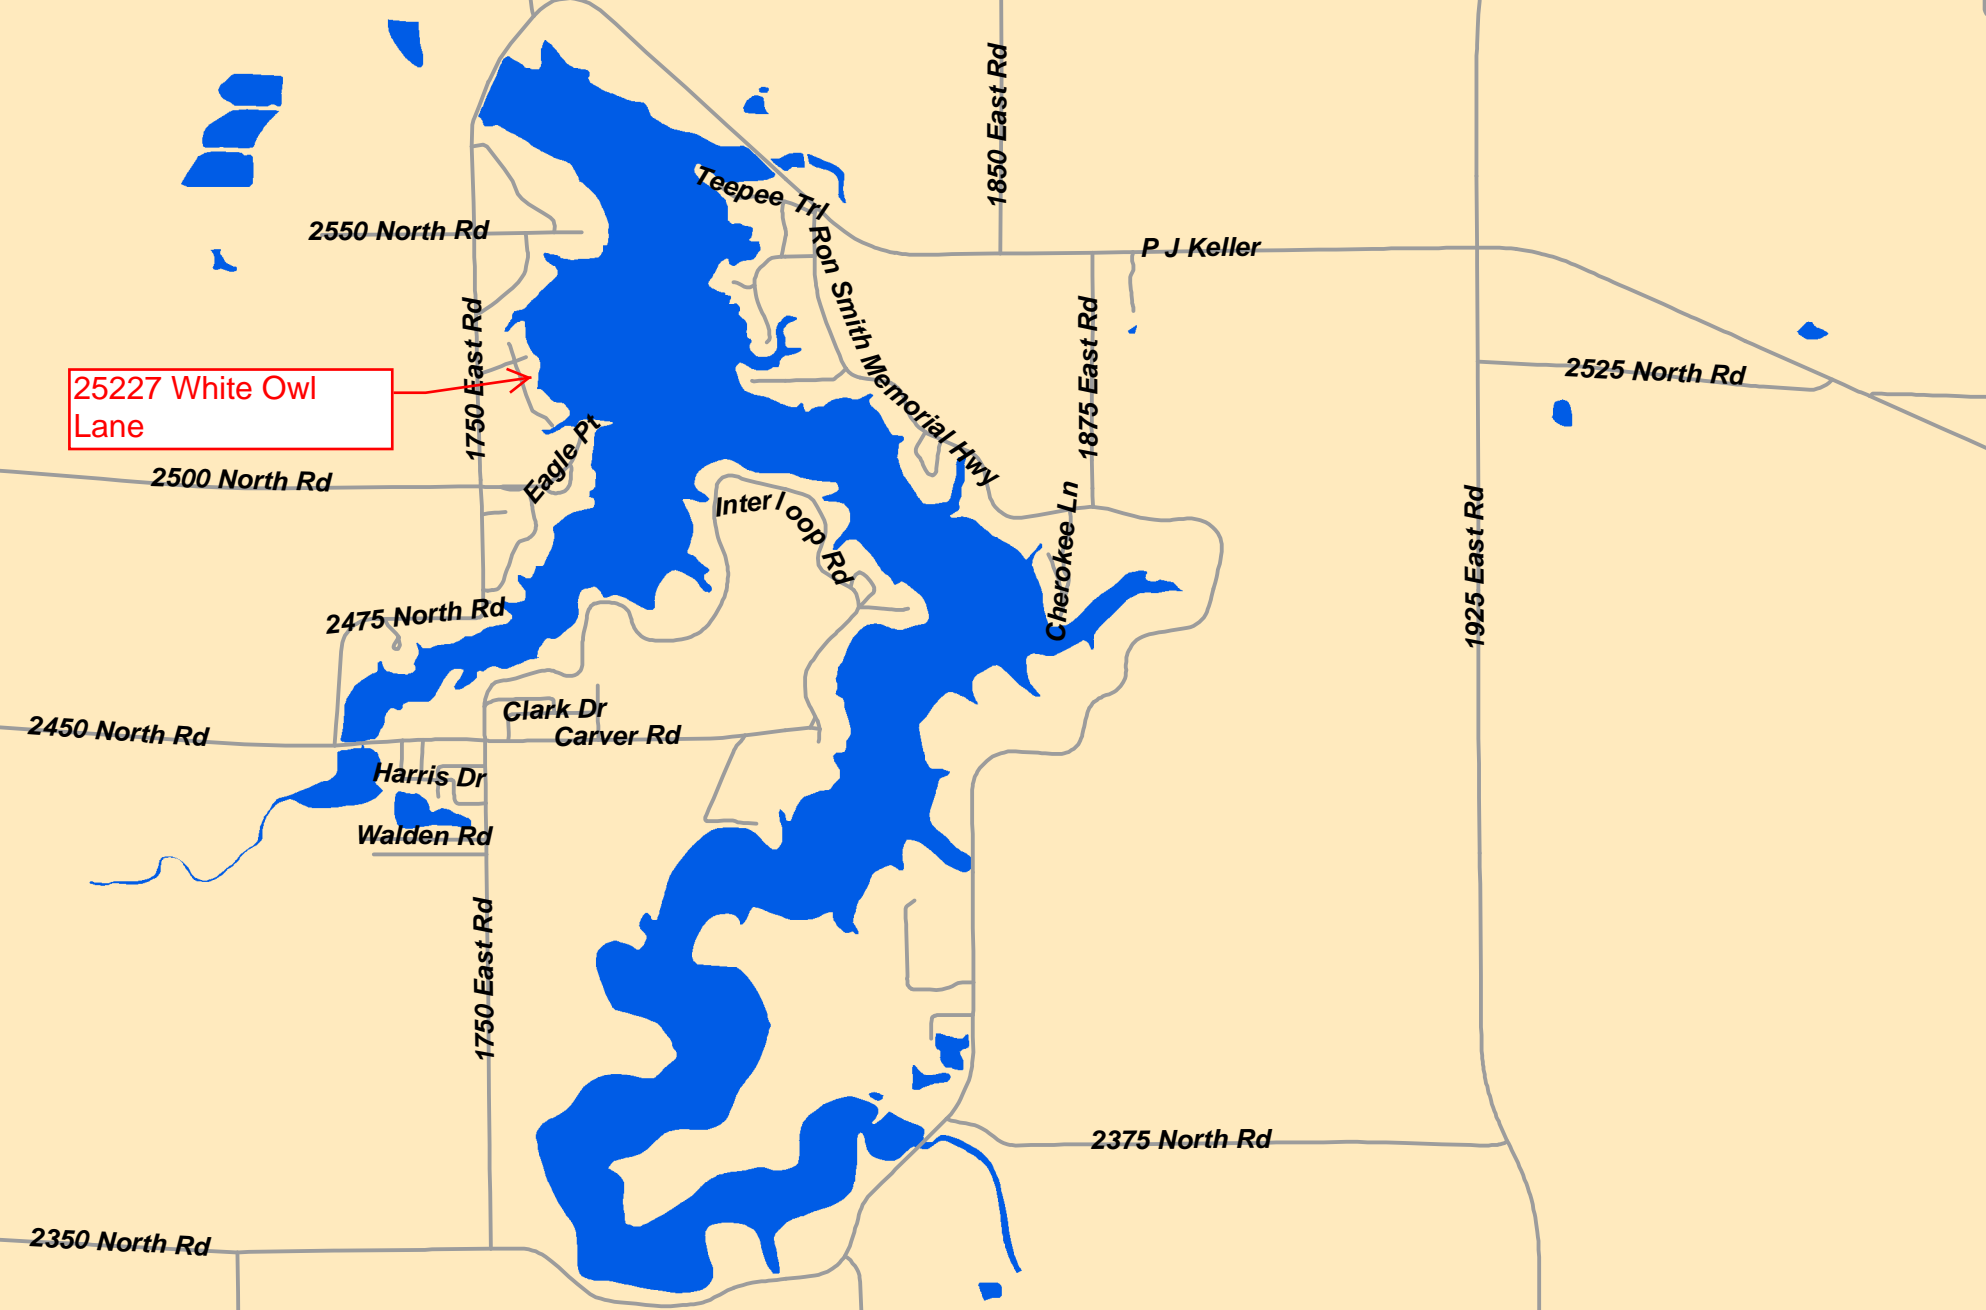 1850 East Rd
Teepee Trl
2550 North Rd
P J Keller
Ron Smith Memorial Hwy
1750 East Rd
1875 East Rd
2525 North Rd
25227 White Owl
Lane
Eagle Pt
2500 North Rd
Inter loop Rd
Cherokee Ln
1925 East Rd
2475 North Rd
Clark Dr
2450 North Rd
Carver Rd
Harris Dr
Walden Rd
1750 East Rd
2375 North Rd
2350 North Rd